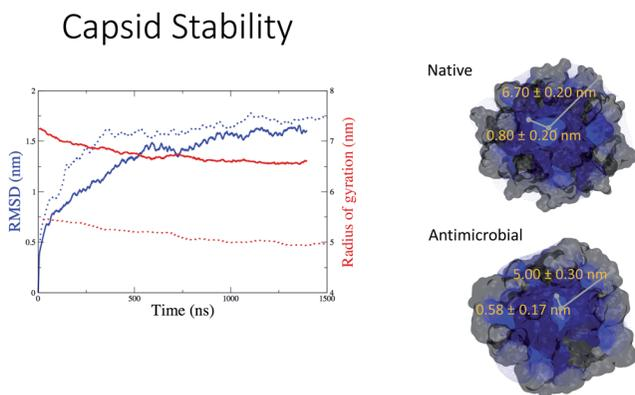 Capsid Stability
2
1.5
1
0.5
0
RMSD (nm)
0
500
1000
1500
Time (ns)
8
7
6
5
4
Radius of gyration (nm)
Native
6.70 ± 0.20 nm
0.80 ± 0.20 nm
Antimicrobial
5.00 ± 0.30 nm
0.58 ± 0.17 nm